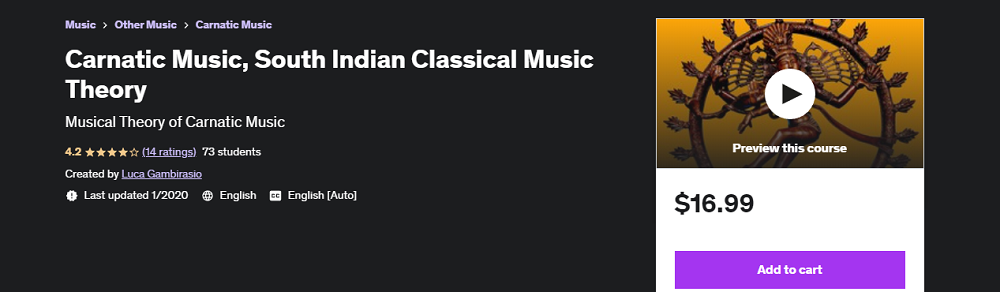 Music > Other Music > Carnatic Music
Carnatic Music, South Indian Classical Music
Theory
Musical Theory of Carnatic Music
4.2 (14 ratings) 73 students
Created by Luca Gambirasio
Last updated 1/2020 English English [Auto]
Preview this course
$16.99
Add to cart